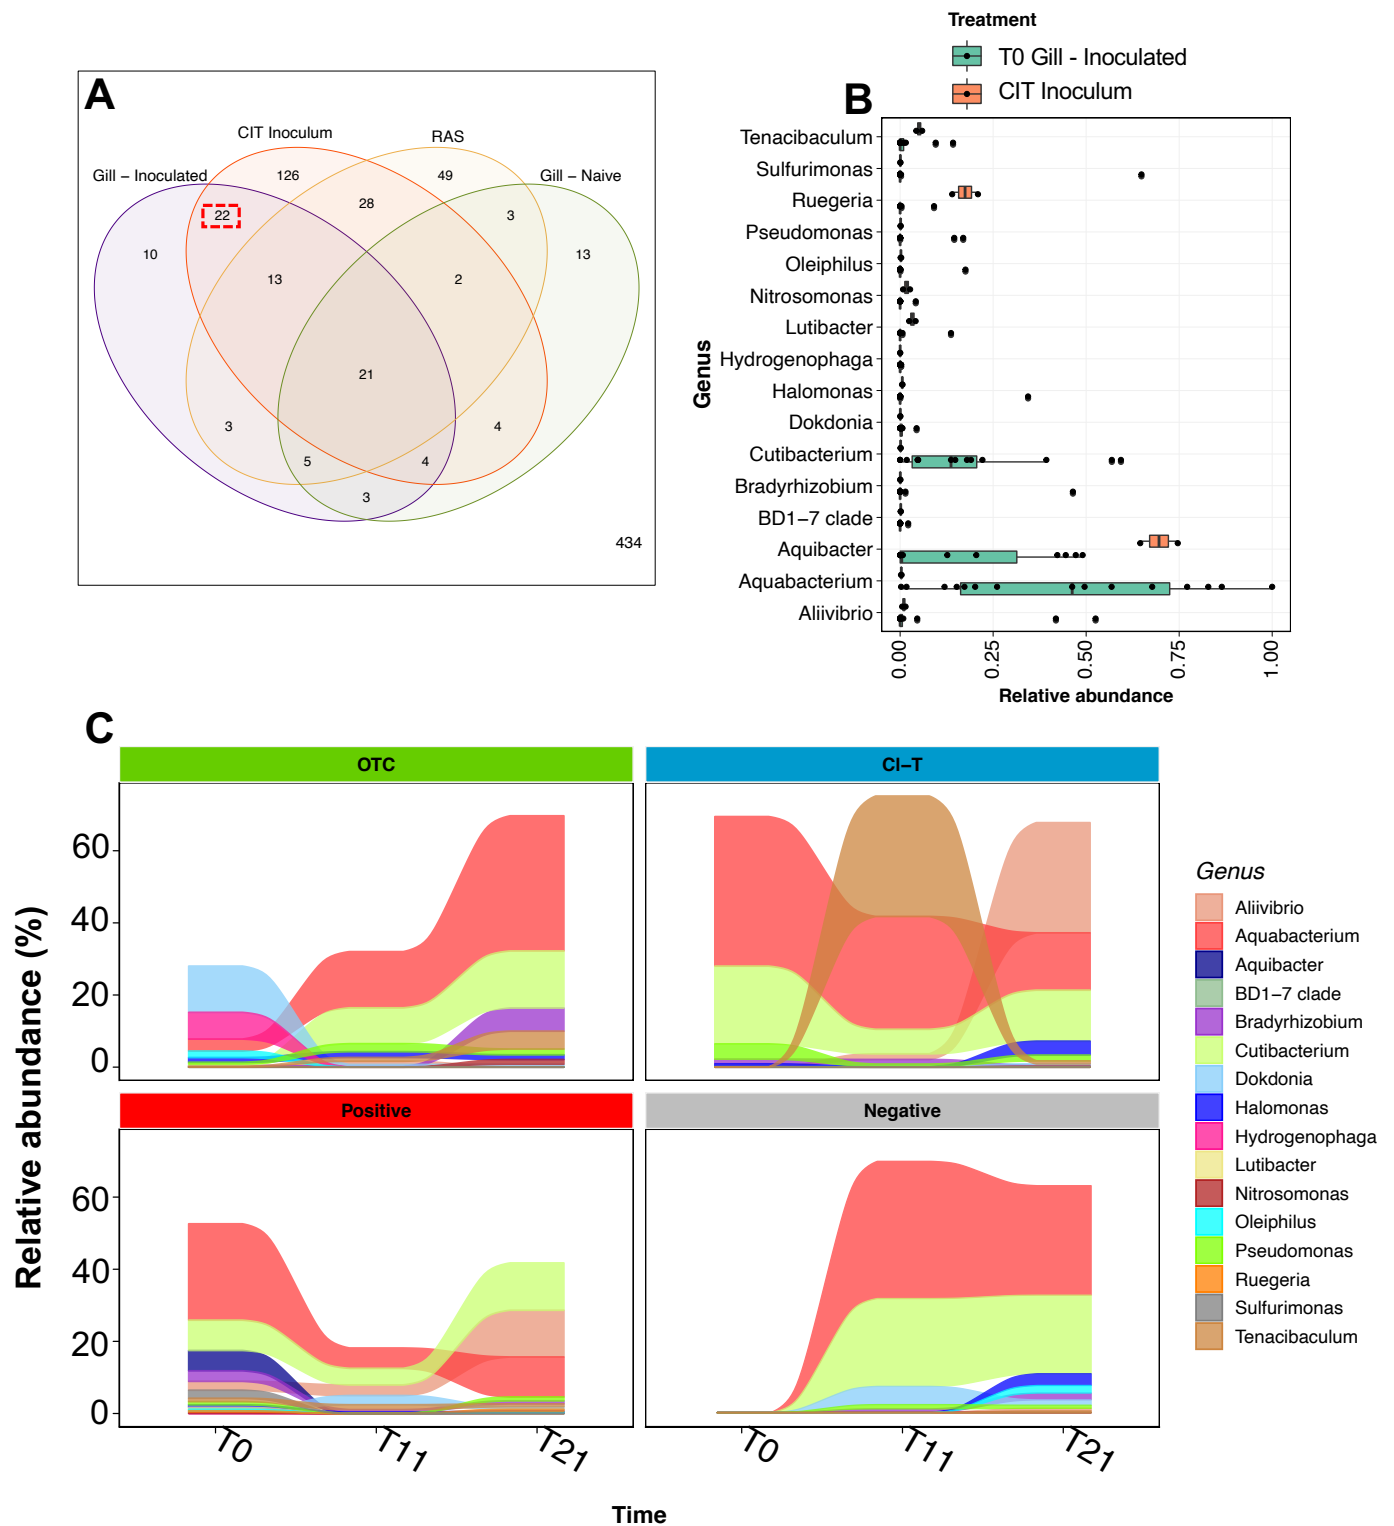 Treatment
T0 Gill - Inoculated
CIT Inoculum
A
CIT Inoculum
RAS
Gill – Inoculated
Gill – Naive
126
49
28
22
3
10
13
13
2
21
3
4
5
4
3
434
B
Genus
Tenacibaculum
Sulfurimonas
Ruegeria
Pseudomonas
Oleiphilus
Nitrosomonas
Lutibacter
Hydrogenophaga
Halomonas
Dokdonia
Cutibacterium
Bradyrhizobium
BD1–7 clade
Aquibacter
Aquabacterium
Aliivibrio
0.00
0.25
0.50
0.75
1.00
Relative abundance
C
OTC
CI–T
60
40
20
0
Positive
Negative
60
40
20
0
Relative abundance (%)
T0
T11
T21
T0
T11
T21
Time
Genus
Aliivibrio
Aquabacterium
Aquibacter
BD1–7 clade
Bradyrhizobium
Cutibacterium
Dokdonia
Halomonas
Hydrogenophaga
Lutibacter
Nitrosomonas
Oleiphilus
Pseudomonas
Ruegeria
Sulfurimonas
Tenacibaculum